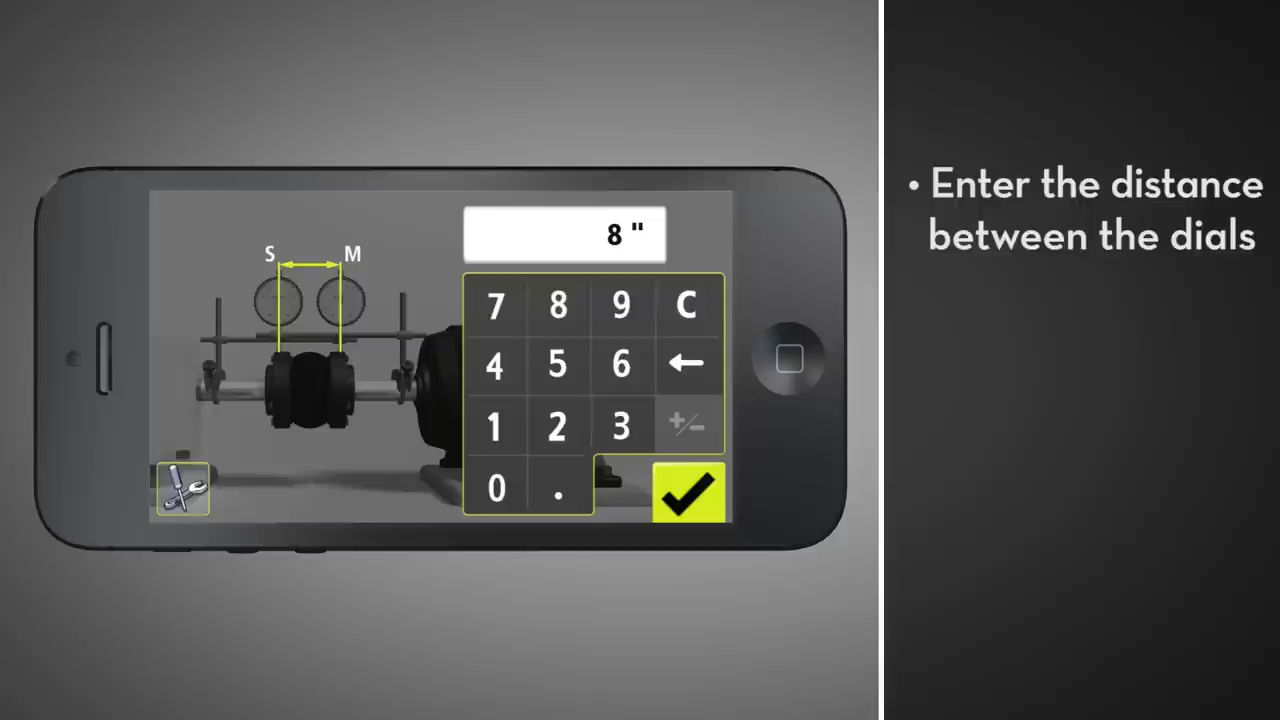 • Enter the distance
between the dials
S M
8 "
7 8 9 C
4 5 6 ←
1 2 3 +/-
0 .